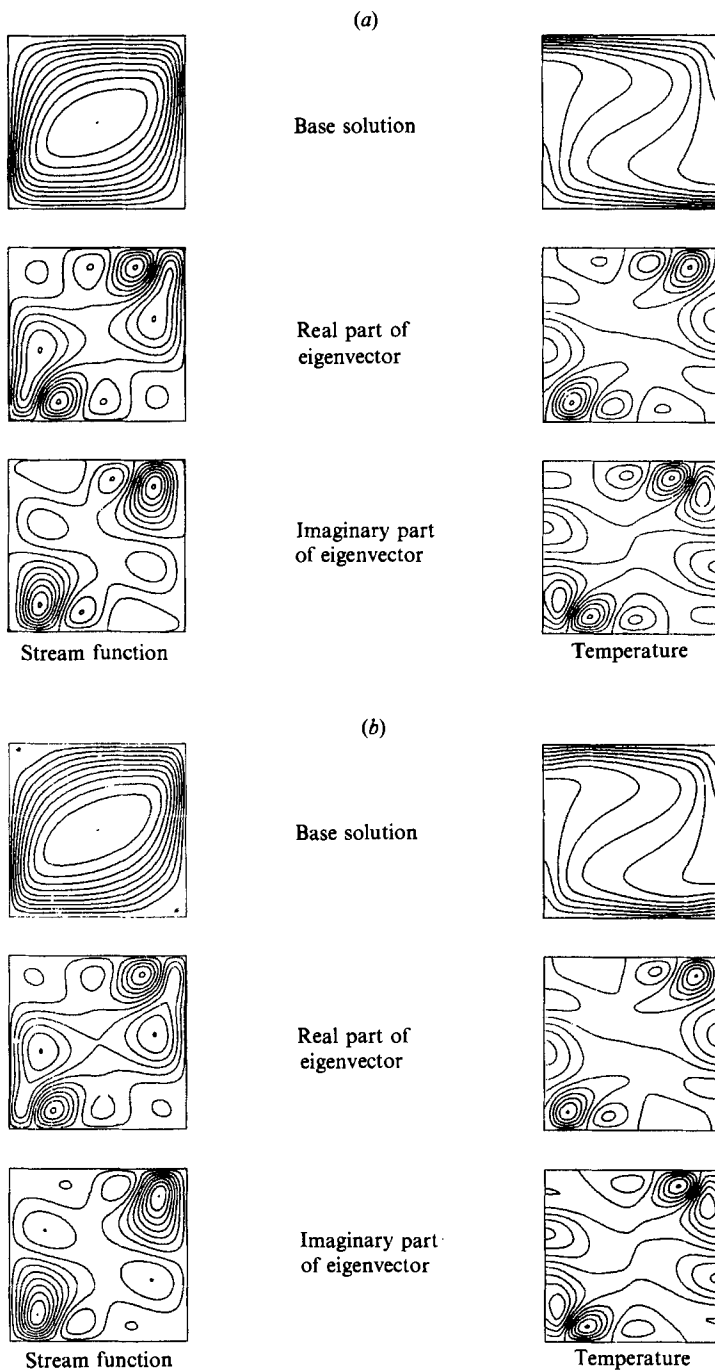 (a)
Base solution
Real part of
eigenvector
Imaginary part
of eigenvector
Stream function
Temperature
(b)
Base solution
Real part of
eigenvector
Imaginary part
of eigenvector
Stream function
Temperature